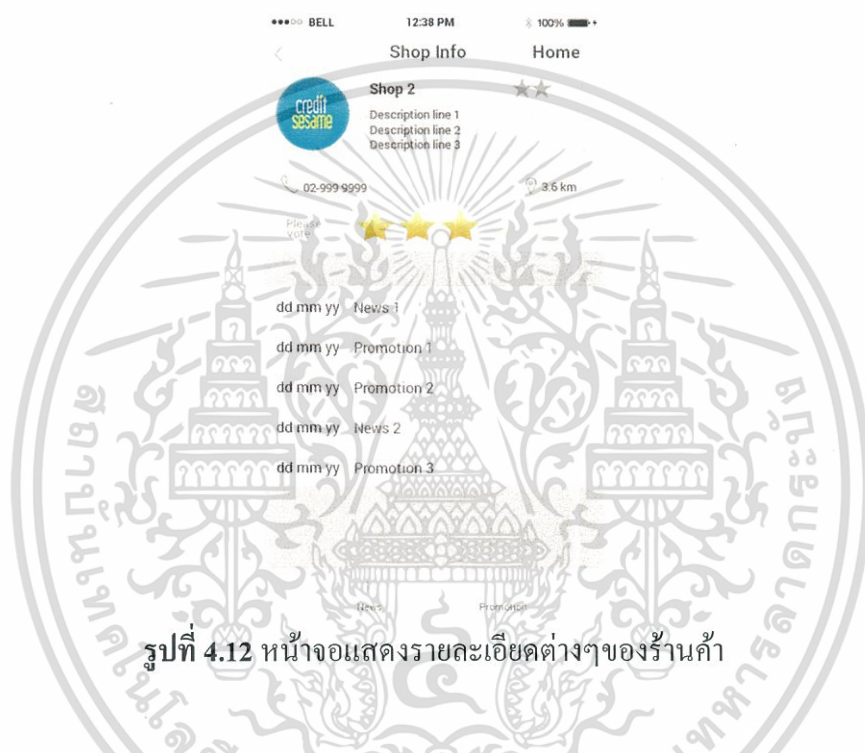 BELL 12:38 PM 100%
Shop Info Home
Shop 2
credit
sesame
Description line 1
Description line 2
Description line 3
02-999 9999 3.6 km
Please
Vote
dd mm yy News 1
dd mm yy Promotion 1
dd mm yy Promotion 2
dd mm yy News 2
dd mm yy Promotion 3
News Promotion
รูปที่ 4.12 หน้าจอแสดงรายละเอียดต่างๆของร้านค้า